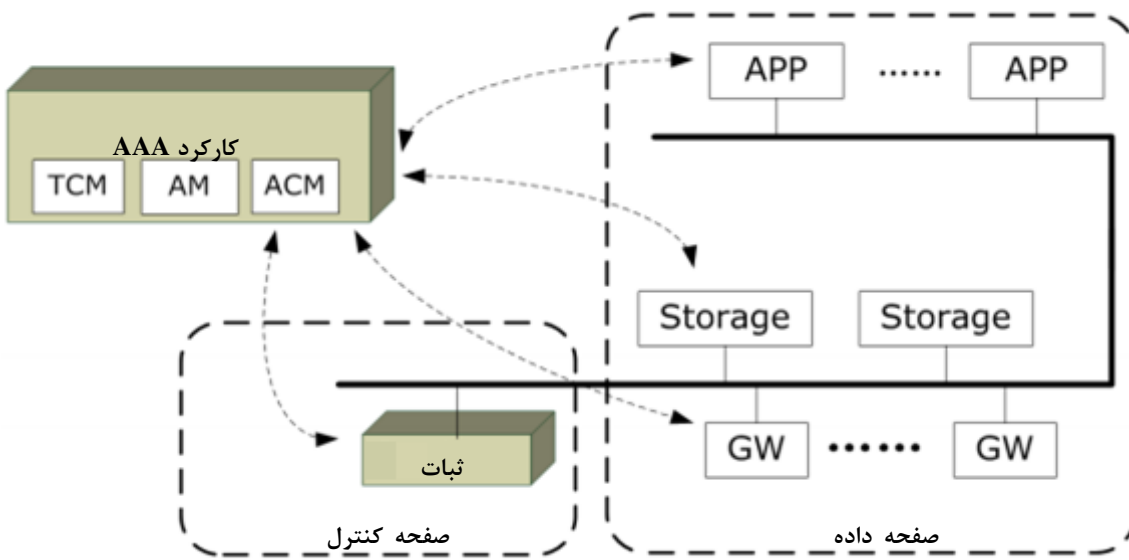 APP ...... APP
کارکرد AAA
TCM AM ACM
Storage Storage
GW ...... GW
ثبات
صفحه کنترل
صفحه داده